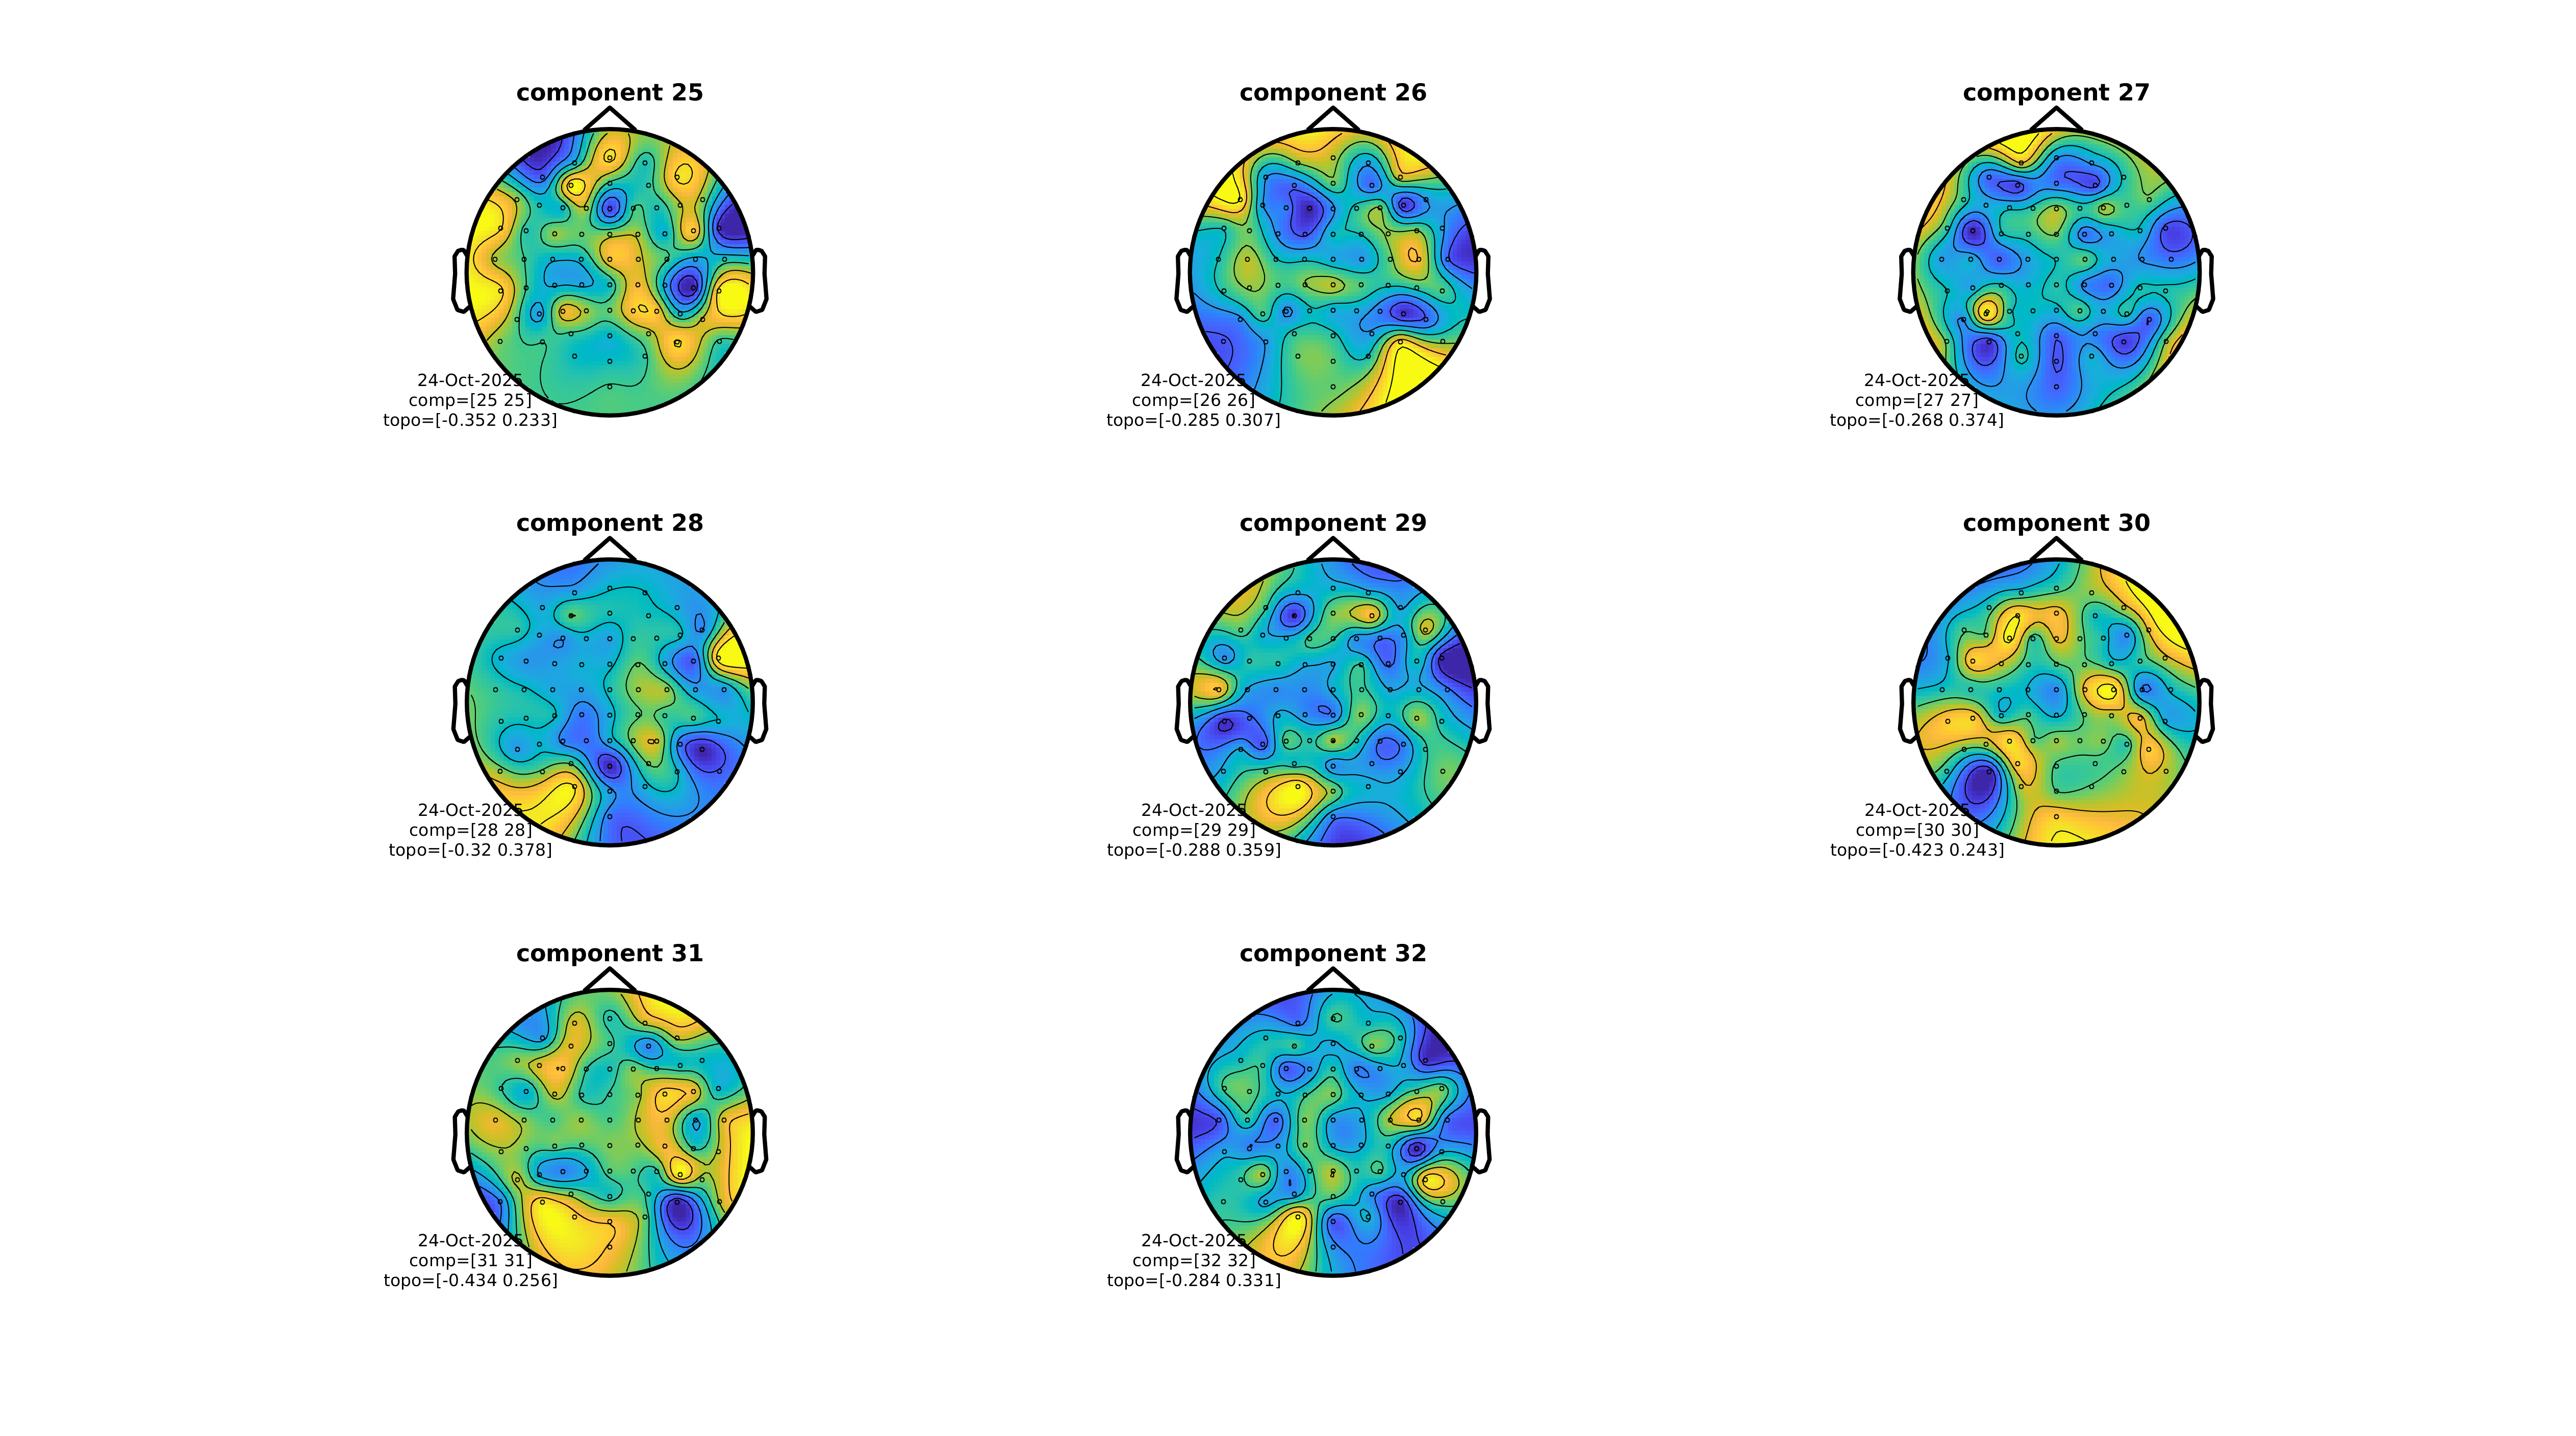 component 25
24-Oct-2025
comp=[25 25]
topo=[-0.352 0.233]
component 26
24-Oct-2025
comp=[26 26]
topo=[-0.285 0.307]
component 27
24-Oct-2025
comp=[27 27]
topo=[-0.268 0.374]
component 28
24-Oct-2025
comp=[28 28]
topo=[-0.32 0.378]
component 29
24-Oct-2025
comp=[29 29]
topo=[-0.288 0.359]
component 30
24-Oct-2025
comp=[30 30]
topo=[-0.423 0.243]
component 31
24-Oct-2025
comp=[31 31]
topo=[-0.434 0.256]
component 32
24-Oct-2025
comp=[32 32]
topo=[-0.284 0.331]